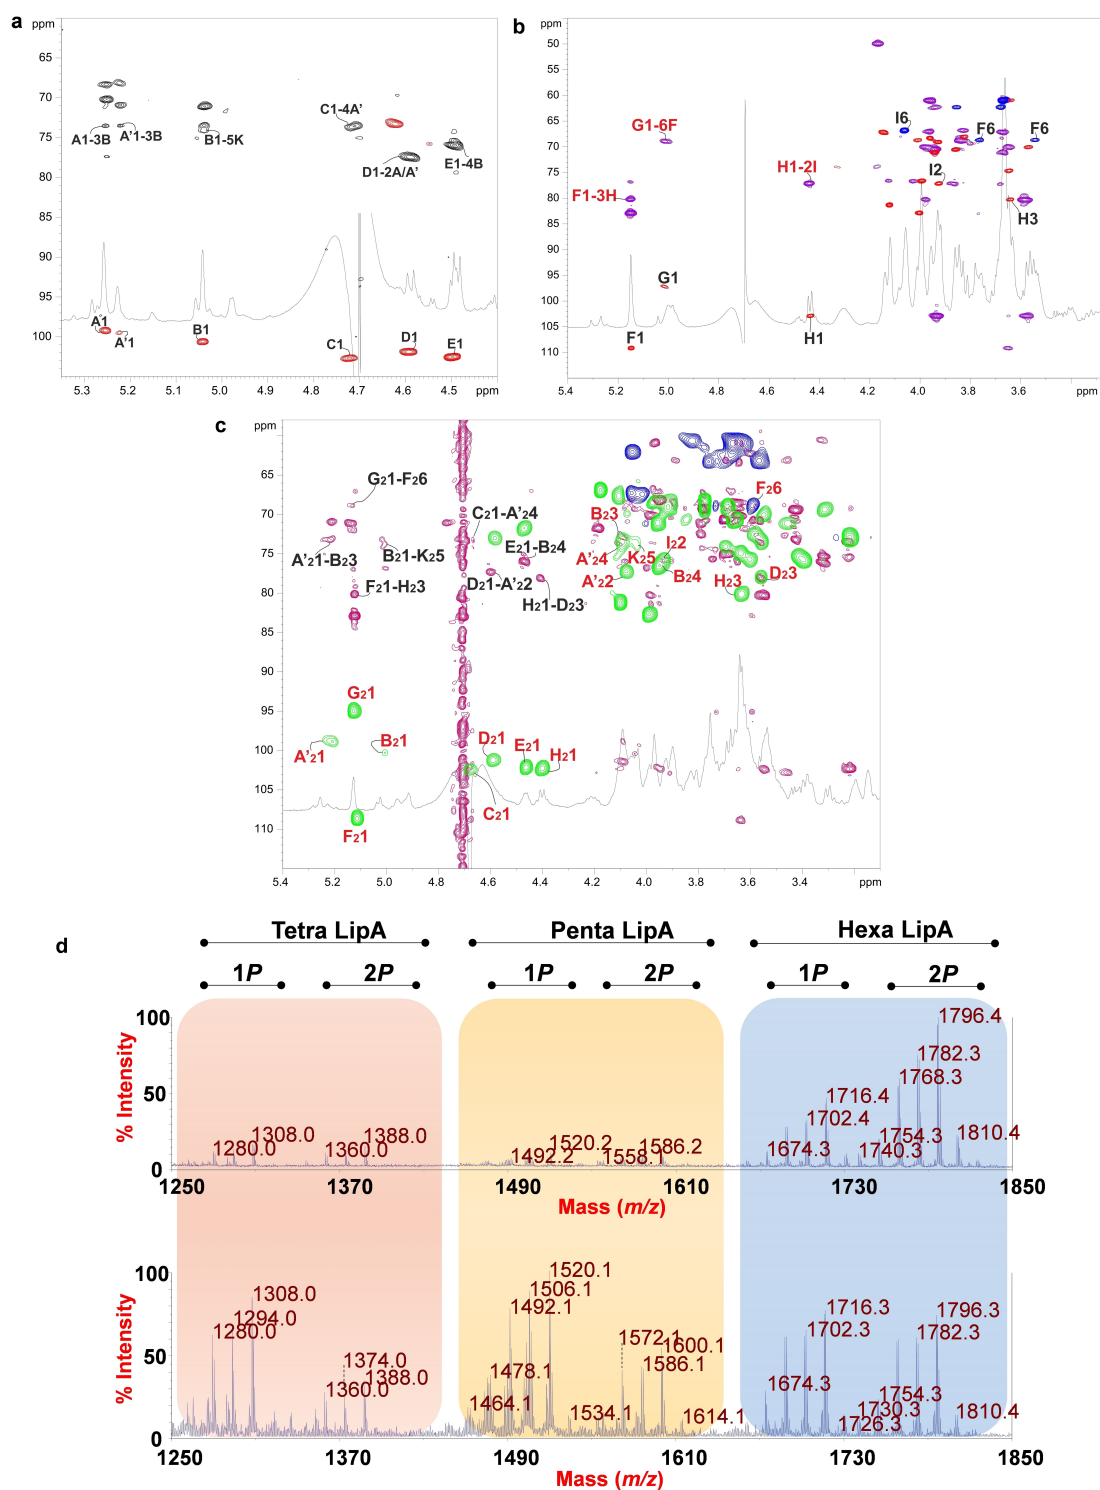 a
ppm
65
70
75
80
90
95
100
A1-3B
A'1-3B
B1-5K
C1-4A'
D1-2A/A'
E1-4B
A1
A'1
B1
C1
D1
E1
5.3
5.1
5.0
4.9
4.8
4.7
4.6
4.5
ppm
b
ppm
50
60
65
70
75
80
85
90
95
100
105
110
G1-6F
H1-2I
F1-3H
I6
F6
F6
I2
H3
G1
F1
H1
5.4
5.2
5.0
4.8
4.6
4.4
4.2
4.0
3.8
3.6
ppm
c
ppm
65
70
75
80
85
90
95
100
105
110
G₂1-F₂6
A'₂1-B₂3
B₂1-K₂5
F₂1-H₂3
C₂1-A'₂4
E₂1-B₂4
D₂1-A'₂2
H₂1-D₂3
B₂3
A'₂4
K₂5
A'₂2
I₂2
B₂4
F₂6
H₂3
D₂3
G₂1
A'₂1
B₂1
D₂1
E₂1
H₂1
C₂1
F₂1
5.4
5.2
5.0
4.8
4.6
4.4
4.2
4.0
3.8
3.6
3.4
ppm
d
Tetra LipA
Penta LipA
Hexa LipA
1P
2P
1P
2P
1P
2P
100
50
0
% Intensity
1280.0
1308.0
1360.0
1388.0
1492.2
1520.2
1558.1
1586.2
1674.3
1702.4
1716.4
1740.3
1754.3
1768.3
1782.3
1796.4
1810.4
1250
1370
1490
1610
1730
1850
Mass (m/z)
100
50
0
% Intensity
1280.0
1294.0
1308.0
1360.0
1374.0
1388.0
1464.1
1478.1
1492.1
1506.1
1520.1
1534.1
1572.1
1586.1
1600.1
1614.1
1674.3
1702.3
1716.3
1726.3
1730.3
1754.3
1782.3
1796.3
1810.4
1250
1370
1490
1610
1730
1850
Mass (m/z)